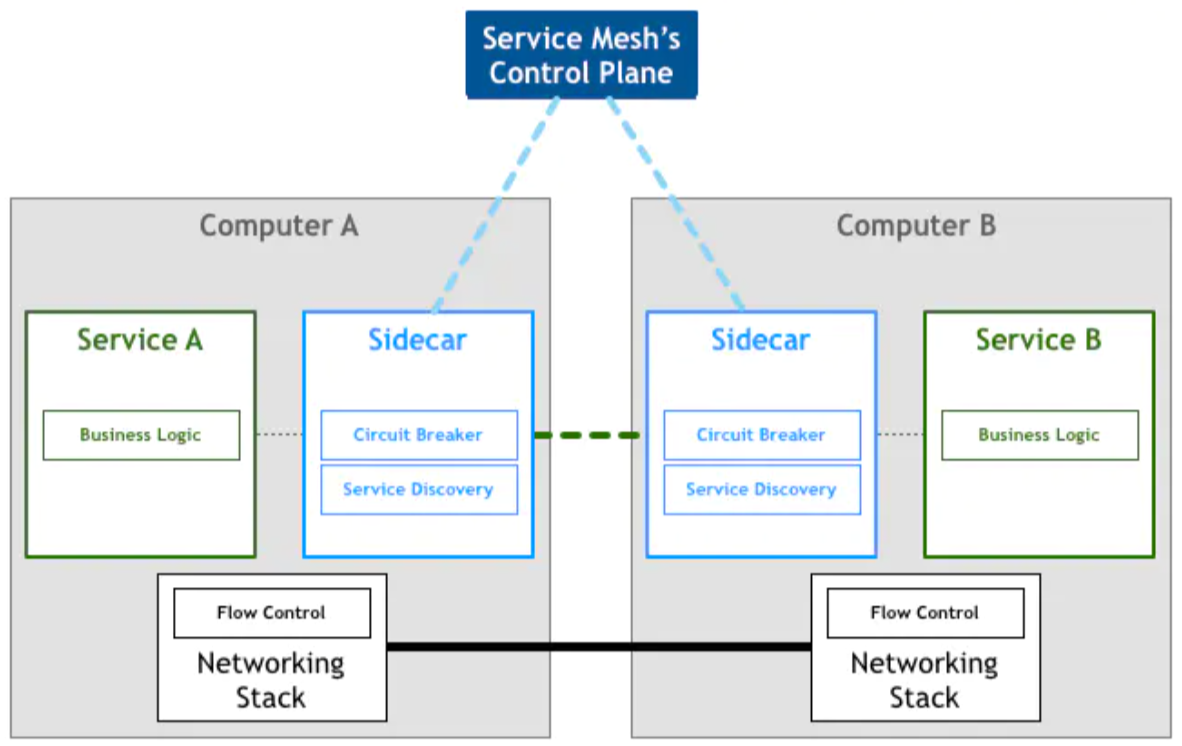 Service Mesh's
Control Plane
Computer A
Service A
Business Logic
Sidecar
Circuit Breaker
Service Discovery
Flow Control
Networking
Stack
Computer B
Sidecar
Circuit Breaker
Service Discovery
Service B
Business Logic
Flow Control
Networking
Stack